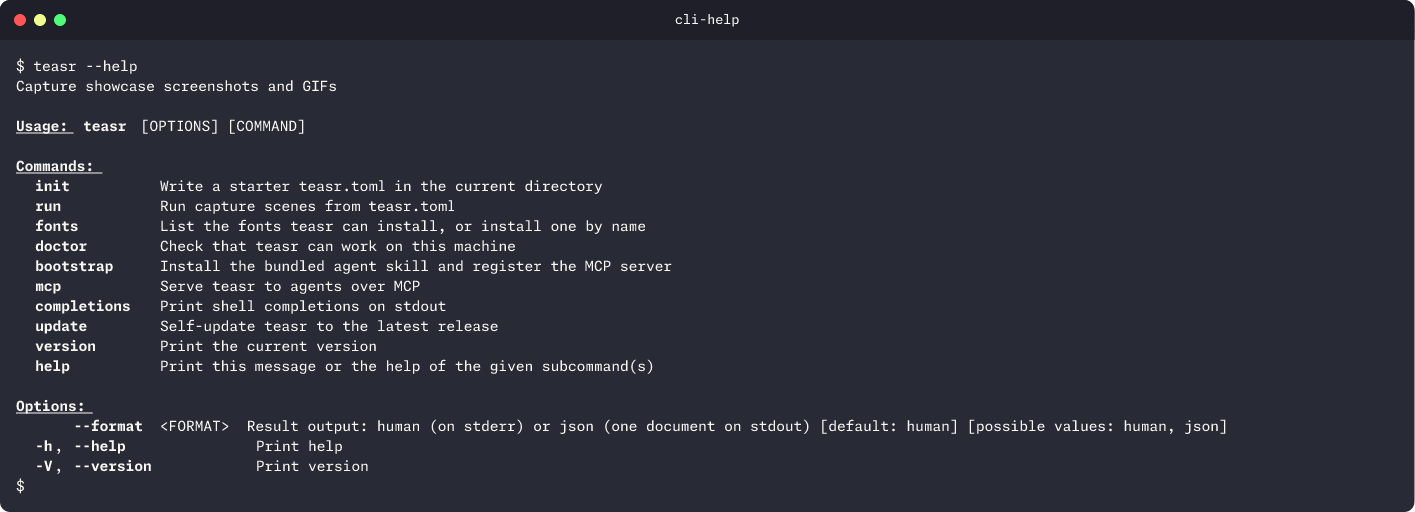 cli-help
$ teasr --help
Capture showcase screenshots and GIFs
Usage: teasr [OPTIONS] [COMMAND]
Commands:
init Write a starter teasr.toml in the current directory
run Run capture scenes from teasr.toml
fonts List the fonts teasr can install, or install one by name
doctor Check that teasr can work on this machine
bootstrap Install the bundled agent skill and register the MCP server
mcp Serve teasr to agents over MCP
completions Print shell completions on stdout
update Self-update teasr to the latest release
version Print the current version
help Print this message or the help of the given subcommand(s)
Options:
--format <FORMAT> Result output: human (on stderr) or json (one document on stdout) [default: human] [possible values: human, json]
-h, --help Print help
-V, --version Print version
$